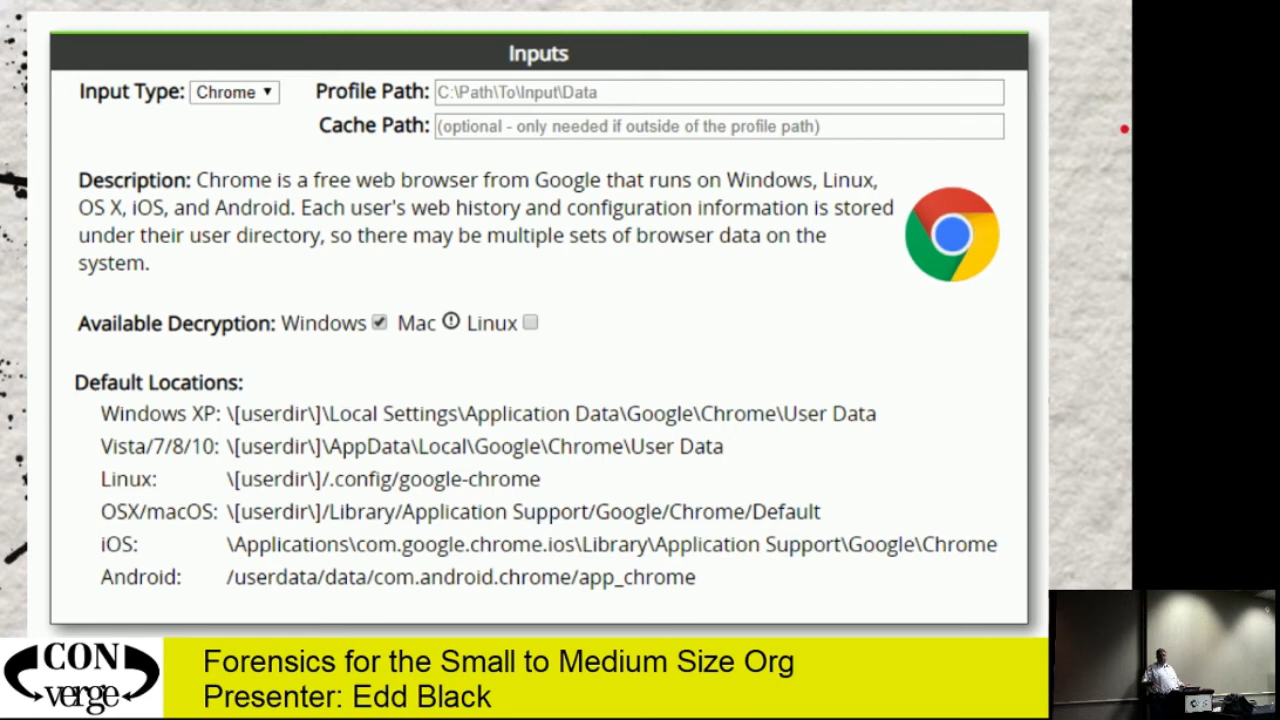 Inputs
Input Type: Chrome Profile Path: C:\Path\To\Input\Data
Cache Path: (optional - only needed if outside of the profile path)
Description: Chrome is a free web browser from Google that runs on Windows, Linux,
OS X, iOS, and Android. Each user's web history and configuration information is stored
under their user directory, so there may be multiple sets of browser data on the
system.
Available Decryption: Windows Mac Linux
Default Locations:
Windows XP: \[userdir\]\Local Settings\Application Data\Google\Chrome\User Data
Vista/7/8/10: \[userdir\]\AppData\Local\Google\Chrome\User Data
Linux: \[userdir\]/.config/google-chrome
OSX/macOS: \[userdir\]/Library/Application Support/Google/Chrome/Default
iOS: \Applications\com.google.chrome.ios\Library\Application Support\Google\Chrome
Android: /userdata/data/com.android.chrome/app_chrome
CON
verge
Forensics for the Small to Medium Size Org
Presenter: Edd Black